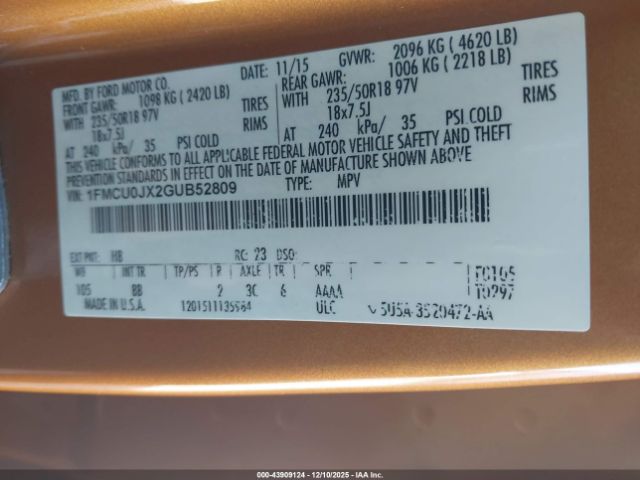 MFD. BY FORD MOTOR CO.
DATE: 11/15 GVWR: 2096 KG ( 4620 LB)
FRONT GAWR: 1098 KG ( 2420 LB) REAR GAWR: 1006 KG ( 2218 LB)
WITH 235/50R18 97V TIRES WITH 235/50R18 97V TIRES
18x7.5J RIMS 18x7.5J RIMS
AT 240 kPa/ 35 PSI COLD AT 240 kPa/ 35 PSI COLD
THIS VEHICLE CONFORMS TO ALL APPLICABLE FEDERAL MOTOR VEHICLE SAFETY AND THEFT
PREVENTION STANDARDS IN EFFECT ON THE DATE OF MANUFACTURE SHOWN ABOVE.
VIN: 1FMCU0JX2GUB52809 TYPE: MPV
EXT PNT: H8 RC: 23 DSO:
WB INT TR TP/PS R AXLE TR SPR
105 BB 2 3C 6 AAAA
F0105
T0297
MADE IN U.S.A. ULC 5U5A-3520472-AA
000-43909124 - 12/10/2025 - IAA Inc.